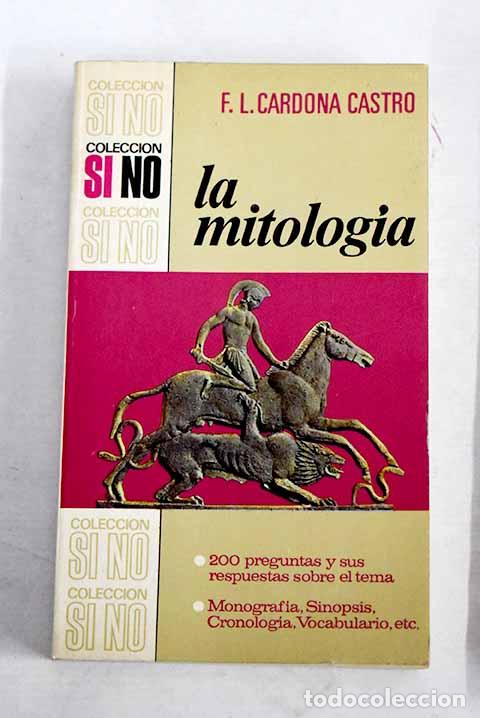 COLECCION
SI NO
COLECCION
SI NO
COLECCION
SI NO
F. L. CARDONA CASTRO
la
mitologia
COLECCION
SI NO
COLECCION
SI NO
200 preguntas y sus
respuestas sobre el tema
Monografía, Sinopsis,
Cronología, Vocabulario, etc.
todocoleccion